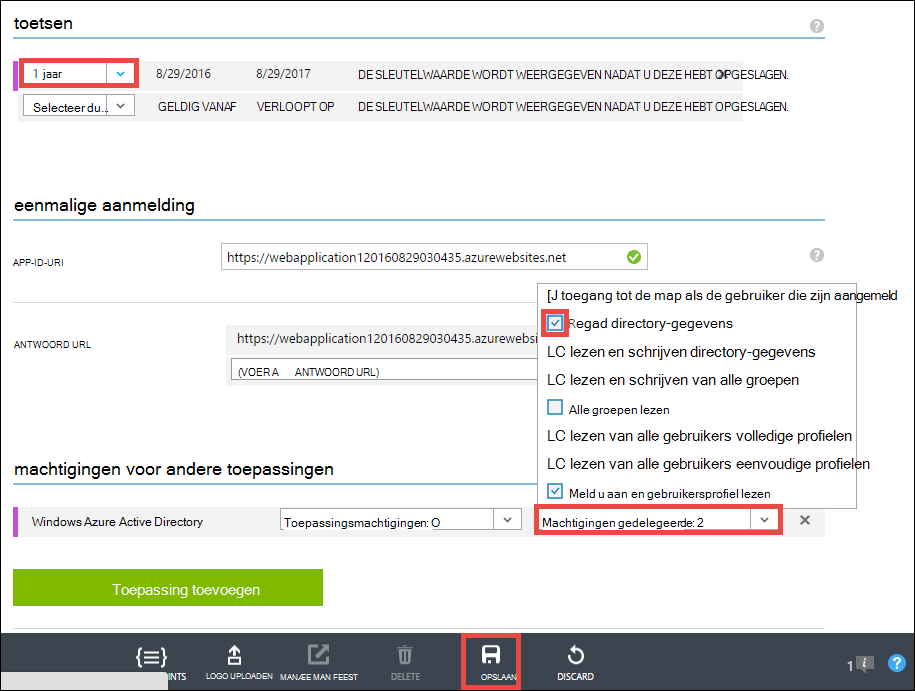 toetsen
1 jaar 8/29/2016 8/29/2017 DE SLEUTELWAARDE WORDT WEERGEGEVEN NADAT U DEZE HEBT OPGESLAGEN.
Selecteer du... GELDIG VANAF VERLOOPT OP DE SLEUTELWAARDE WORDT WEERGEGEVEN NADAT U DEZE HEBT OPGESLAGEN.
eenmalige aanmelding
APP-ID-URI https://webapplication120160829030435.azurewebsites.net
[J toegang tot de map als de gebruiker die zijn aangemeld
Regad directory-gegevens
ANTWOORD URL https://webapplication120160829030435.azurewebsi
LC lezen en schrijven directory-gegevens
(VOER A ANTWOORD URL)
LC lezen en schrijven van alle groepen
Alle groepen lezen
LC lezen van alle gebruikers volledige profielen
LC lezen van alle gebruikers eenvoudige profielen
Meld u aan en gebruikersprofiel lezen
machtigingen voor andere toepassingen
Windows Azure Active Directory Toepassingsmachtigingen: O Machtigingen gedelegeerde: 2
Toepassing toevoegen
INTS LOGO UPLOADEN MANÆE MAN FEEST DELETE OPSLAAN DISCARD 1